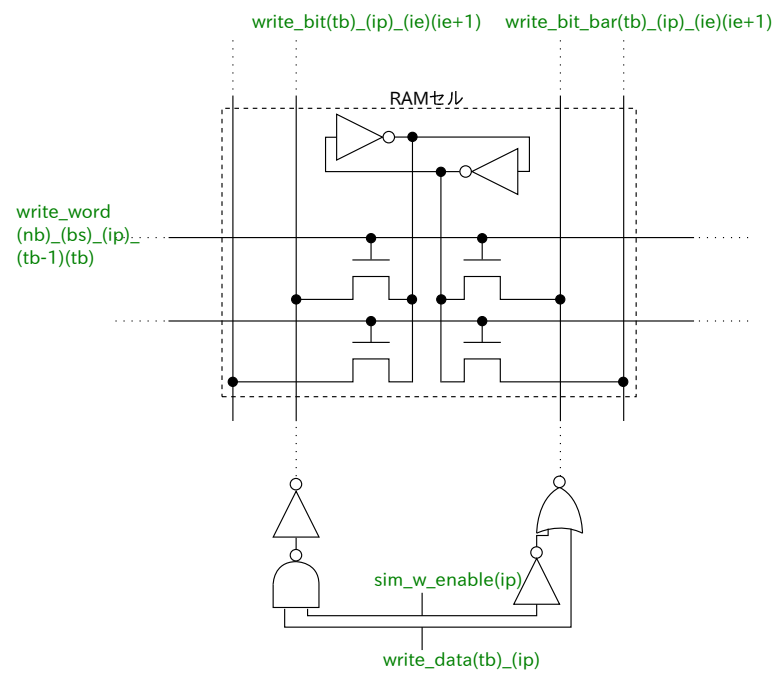 write_bit(tb)_(ip)_(ie)(ie+1)
write_bit_bar(tb)_(ip)_(ie)(ie+1)
RAMセル
write_word
(nb)_(bs)_(ip)_
(tb-1)(tb)
sim_w_enable(ip)
write_data(tb)_(ip)